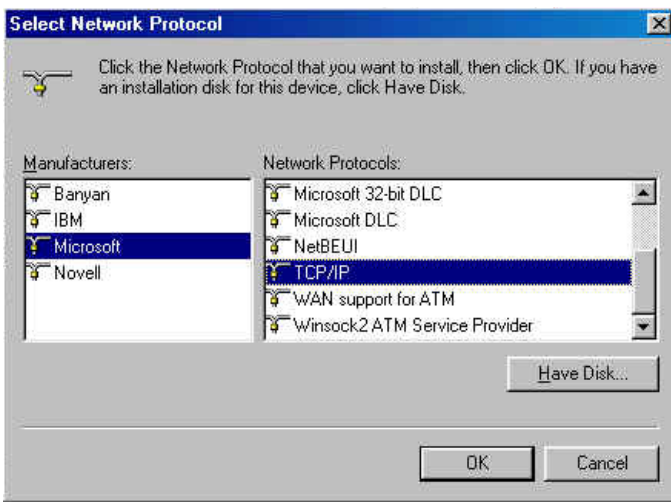 Select Network Protocol
Click the Network Protocol that you want to install, then click OK. If you have
an installation disk for this device, click Have Disk.
Manufacturers:
Banyan
IBM
Microsoft
Novell
Network Protocols:
Microsoft 32-bit DLC
Microsoft DLC
NetBEUI
TCP/IP
WAN support for ATM
Winsock2 ATM Service Provider
Have Disk...
OK
Cancel